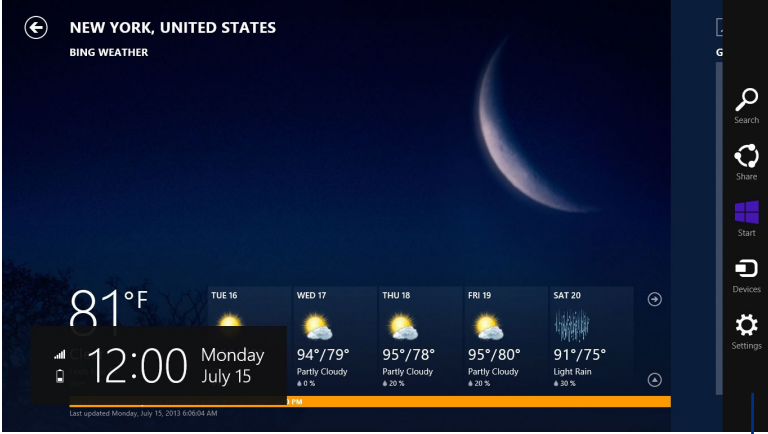 NEW YORK, UNITED STATES
BING WEATHER
G
Search
Share
Start
Devices
Settings
81°F
TUE 16
WED 17
94°/79°
Partly Cloudy
0 %
THU 18
95°/78°
Partly Cloudy
20 %
FRI 19
95°/80°
Partly Cloudy
20 %
SAT 20
91°/75°
Light Rain
30 %
12:00
Monday
July 15
PM
Last updated Monday, July 15, 2013 6:06:04 AM